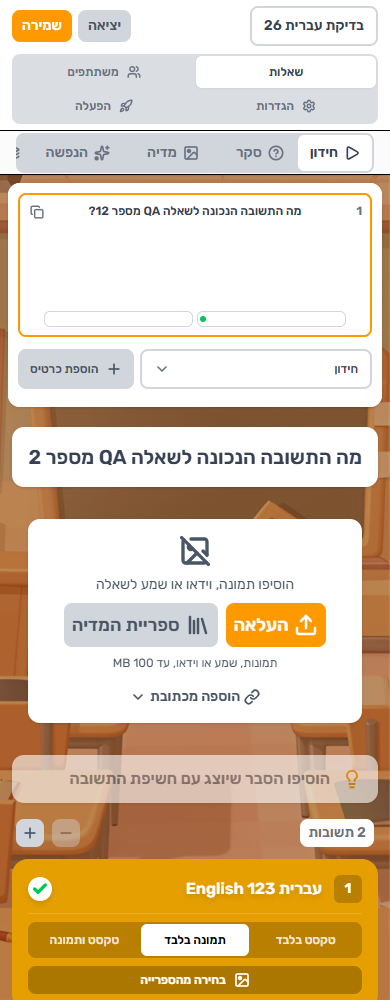 בדיקת עברית 26
יציאה
שמירה
שאלות
משתתפים
הגדרות
הפעלה
חידון
סקר
מדיה
הנפשה
1
מה התשובה הנכונה לשאלה QA מספר 12?
חידון
הוספת כרטיס
מה התשובה הנכונה לשאלה QA מספר 2
הוסיפו תמונה, וידאו או שמע לשאלה
העלאה
ספריית המדיה
תמונות, שמע או וידאו, עד 100 MB
הוספה מכתובת
הוסיפו הסבר שיוצג עם חשיפת התשובה
2 תשובות
1
עברית English 123
טקסט בלבד
תמונה בלבד
טקסט ותמונה
בחירה מהספרייה